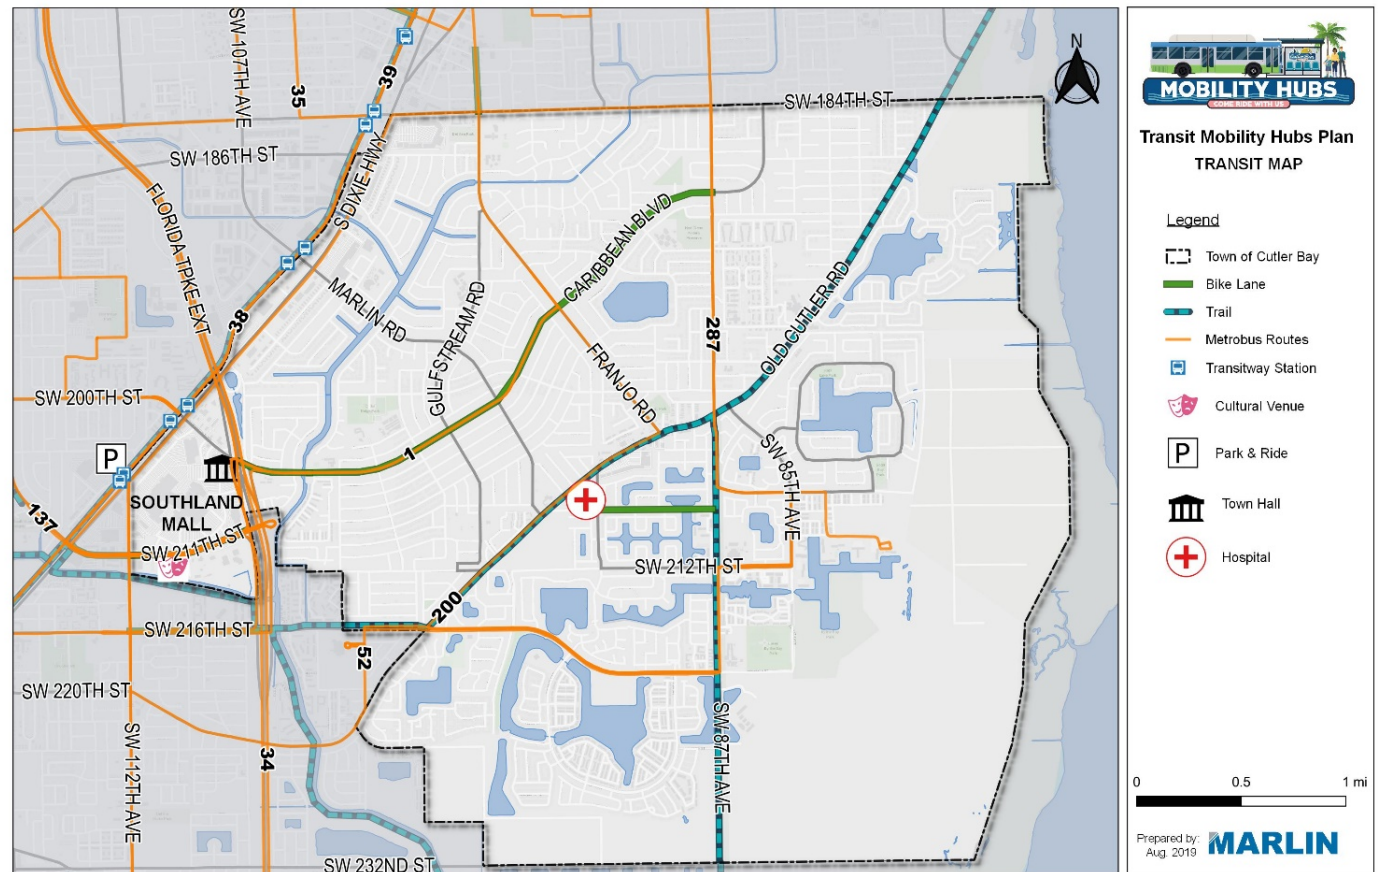 SW 107TH AVE
35
39
SW 184TH ST
SW 186TH ST
S DIXIE HWY
FLORIDA TPKE EXT
CARIBBEAN BLVD
MARLIN RD
GULFSTREAM RD
38
287
OLD CUTLER RD
FRANJO RD
SW 200TH ST
1
SW 85TH AVE
P
SOUTHLAND
MALL
137
SW 211TH ST
SW 212TH ST
200
SW 216TH ST
52
SW 220TH ST
SW 112TH AVE
34
SW 87TH AVE
SW 232ND ST
N
MOBILITY HUBS
COME RIDE WITH US
Transit Mobility Hubs Plan
TRANSIT MAP
Legend
Town of Cutler Bay
Bike Lane
Trail
Metrobus Routes
Transitway Station
Cultural Venue
P
Park & Ride
Town Hall
Hospital
0 0.5 1 mi
Prepared by:
Aug. 2019
MARLIN